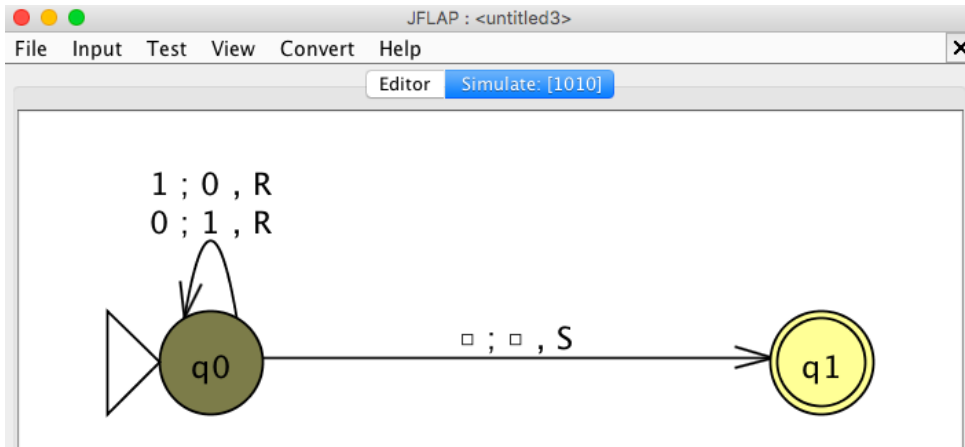 JFLAP : <untitled3>
File Input Test View Convert Help
Editor Simulate: [1010]
1 ; 0 , R
0 ; 1 , R
□ ; □ , S
q0
q1